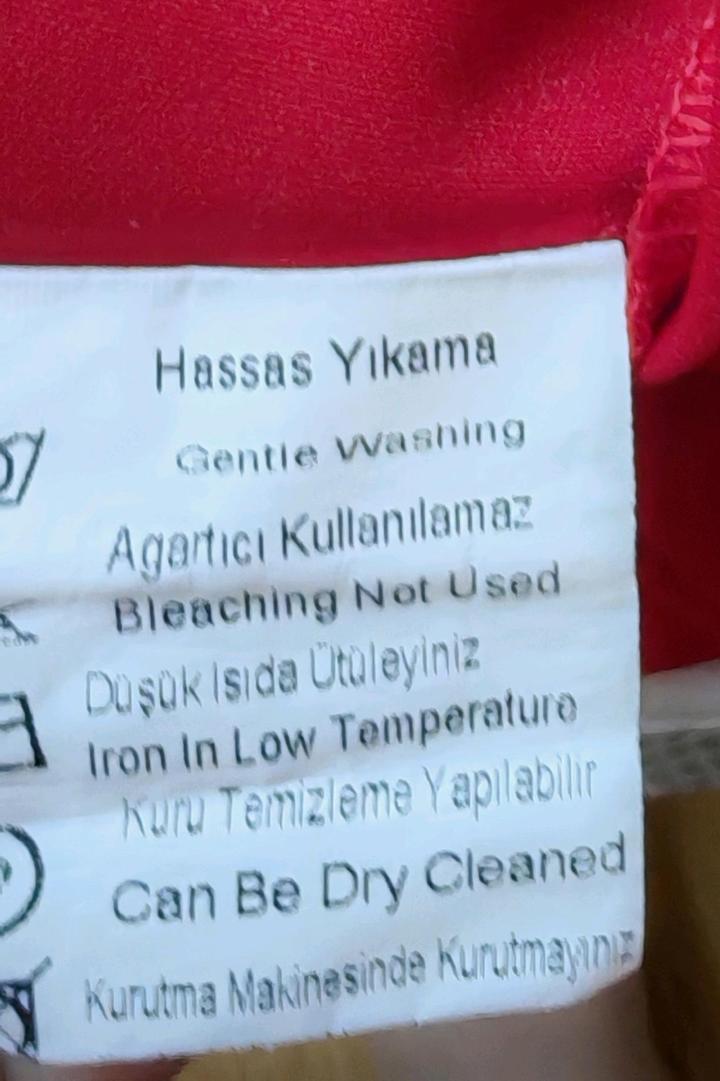 Hassas Yıkama
Gentle Washing
Agartıcı Kullanılamaz
Bleaching Not Used
Düşük Isıda Ütüleyiniz
Iron In Low Temperature
Kuru Temizleme Yapılabilir
Can Be Dry Cleaned
Kurutma Makinesinde Kurutmayınız